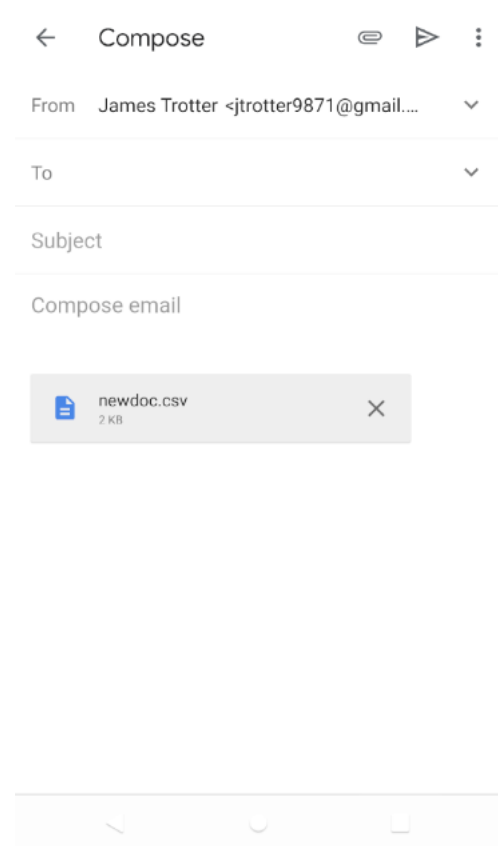 Compose
From James Trotter <jtrotter9871@gmail....
To
Subject
Compose email
newdoc.csv
2 KB